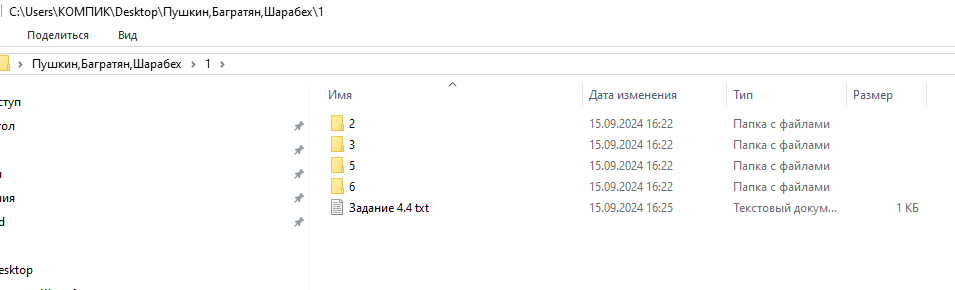 C:\Users\КОМПИК\Desktop\Пушкин,Багратян,Шарабех\1
Поделиться Вид
Пушкин,Багратян,Шарабех > 1 >
Имя Дата изменения Тип Размер
2 15.09.2024 16:22 Папка с файлами
3 15.09.2024 16:22 Папка с файлами
5 15.09.2024 16:22 Папка с файлами
6 15.09.2024 16:22 Папка с файлами
Задание 4.4 txt 15.09.2024 16:25 Текстовый докум... 1 КБ
ступ
гол
ния
d
esktop